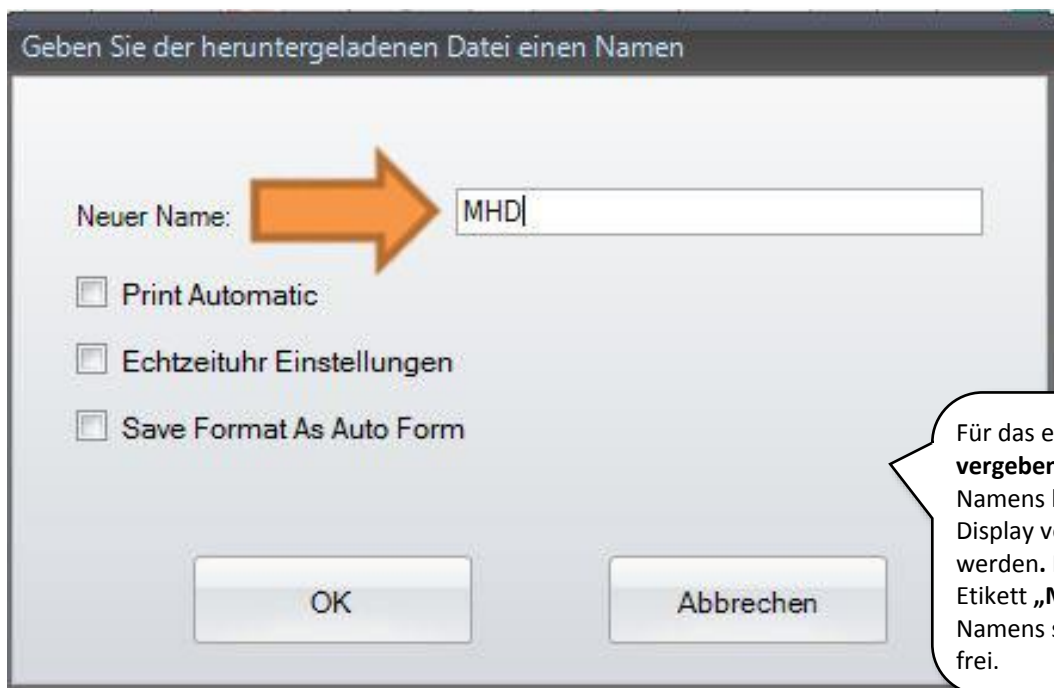 Geben Sie der heruntergeladenen Datei einen Namen
Neuer Name:
MHD
Print Automatic
Echtzeituhr Einstellungen
Save Format As Auto Form
OK
Abbrechen
Für das
Namens
Display
werden.
Etikett
Namens
frei.